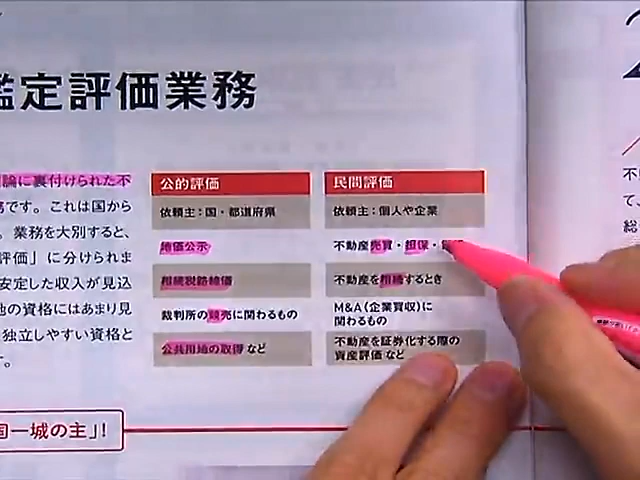 鑑定評価業務
論に裏付けられた不
務です。これは国から
。業務を大別すると、
評価」に分けられま
安定した収入が見込
他の資格にはあまり見
独立しやすい資格と
す。
国一城の主」!
公的評価
依頼主:国・都道府県
地価公示
相続税路線価
裁判所の競売に関わるもの
公共用地の取得 など
民間評価
依頼主:個人や企業
不動産売買・担保・
不動産を相続するとき
M&A(企業買収)に
関わるもの
不動産を証券化する際の
資産評価 など
不
て、
総